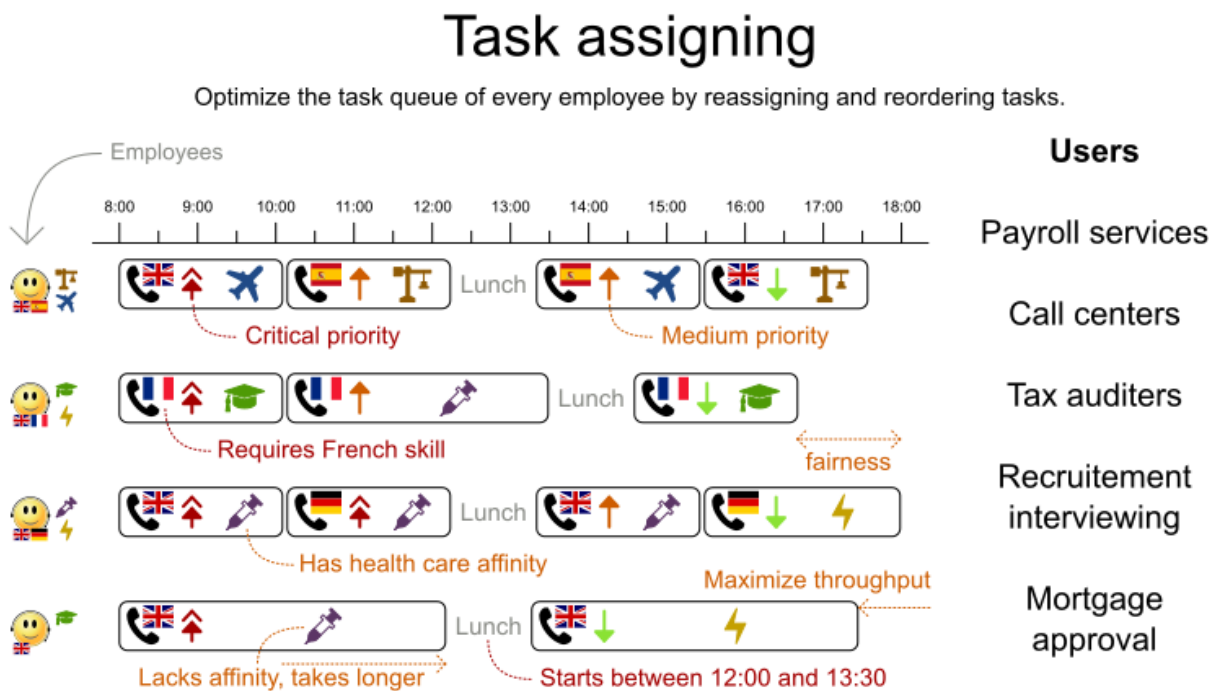 Task assigning
Optimize the task queue of every employee by reassigning and reordering tasks.
Employees
Users
8:00 9:00 10:00 11:00 12:00 13:00 14:00 15:00 16:00 17:00 18:00
Payroll services
Lunch
Call centers
Critical priority
Medium priority
Lunch
Tax auditers
Requires French skill
fairness
Recruitement
interviewing
Lunch
Has health care affinity
Maximize throughput
Mortgage
approval
Lunch
Lacks affinity, takes longer
Starts between 12:00 and 13:30